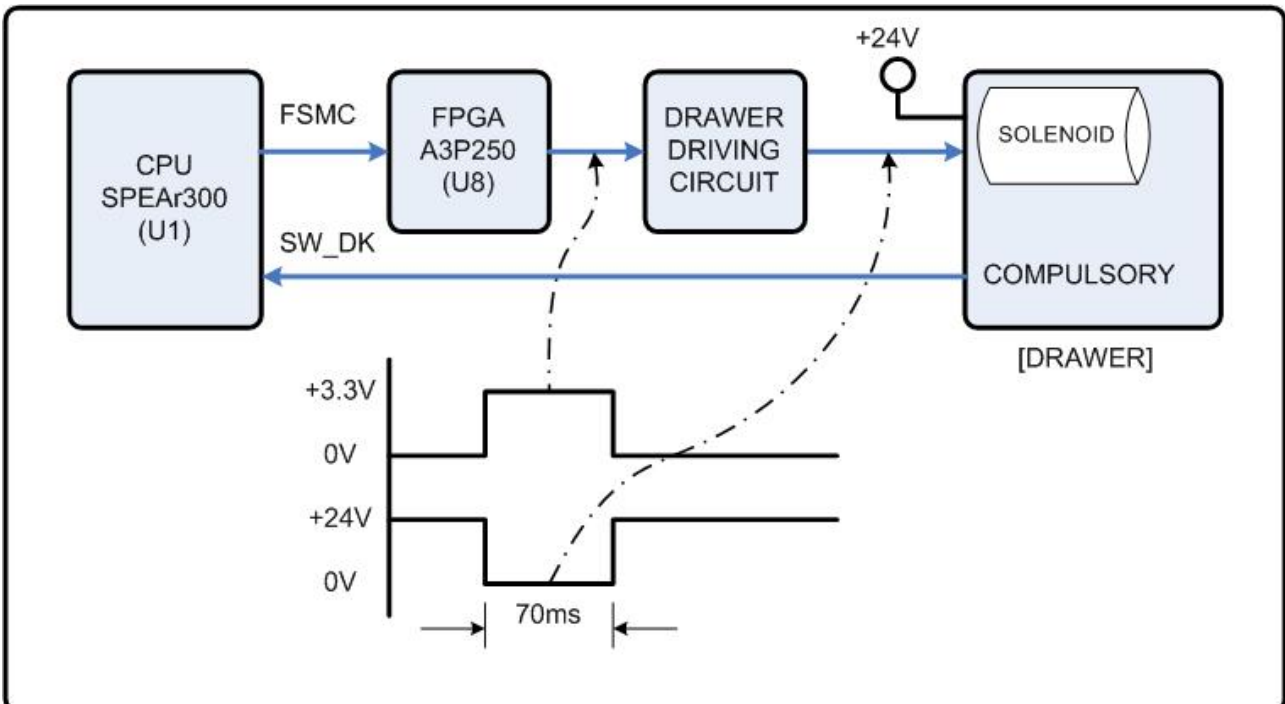 +24V
CPU
SPEAr300
(U1)
FSMC
FPGA
A3P250
(U8)
DRAWER
DRIVING
CIRCUIT
SOLENOID
SW_DK
COMPULSORY
[DRAWER]
+3.3V
0V
+24V
0V
70ms